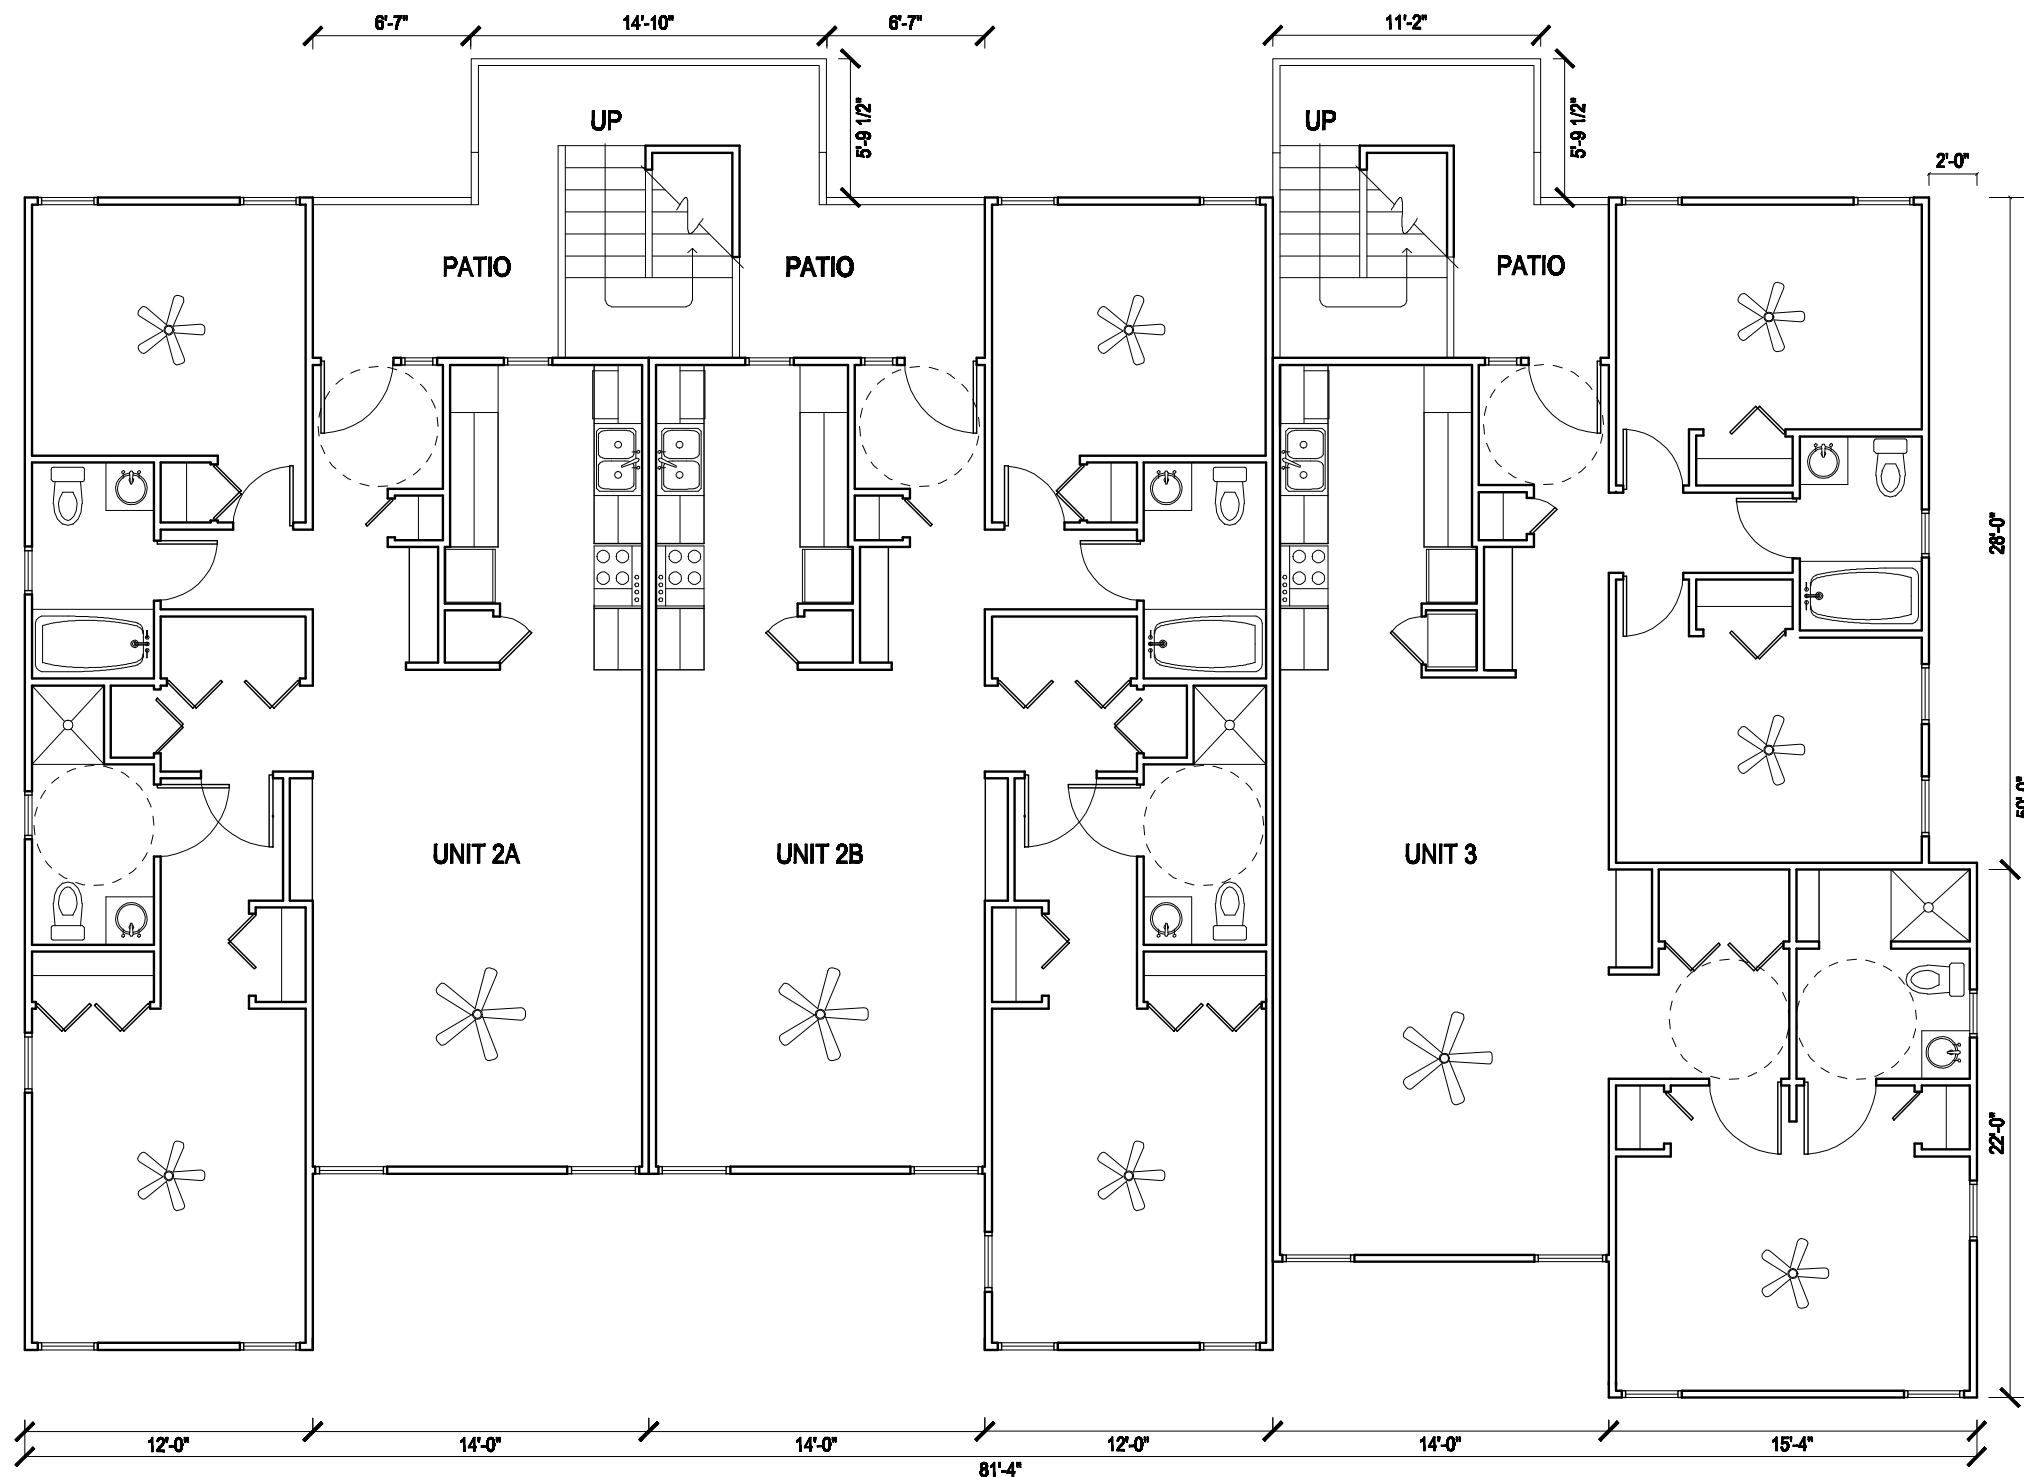 6'-7"
14'-10"
6'-7"
11'-2"
5'-9 1/2"
5'-9 1/2"
UP
UP
2'-0"
PATIO
PATIO
PATIO
28'-0"
50'-0"
UNIT 2A
UNIT 2B
UNIT 3
22'-0"
12'-0"
14'-0"
14'-0"
12'-0"
14'-0"
15'-4"
81'-4"